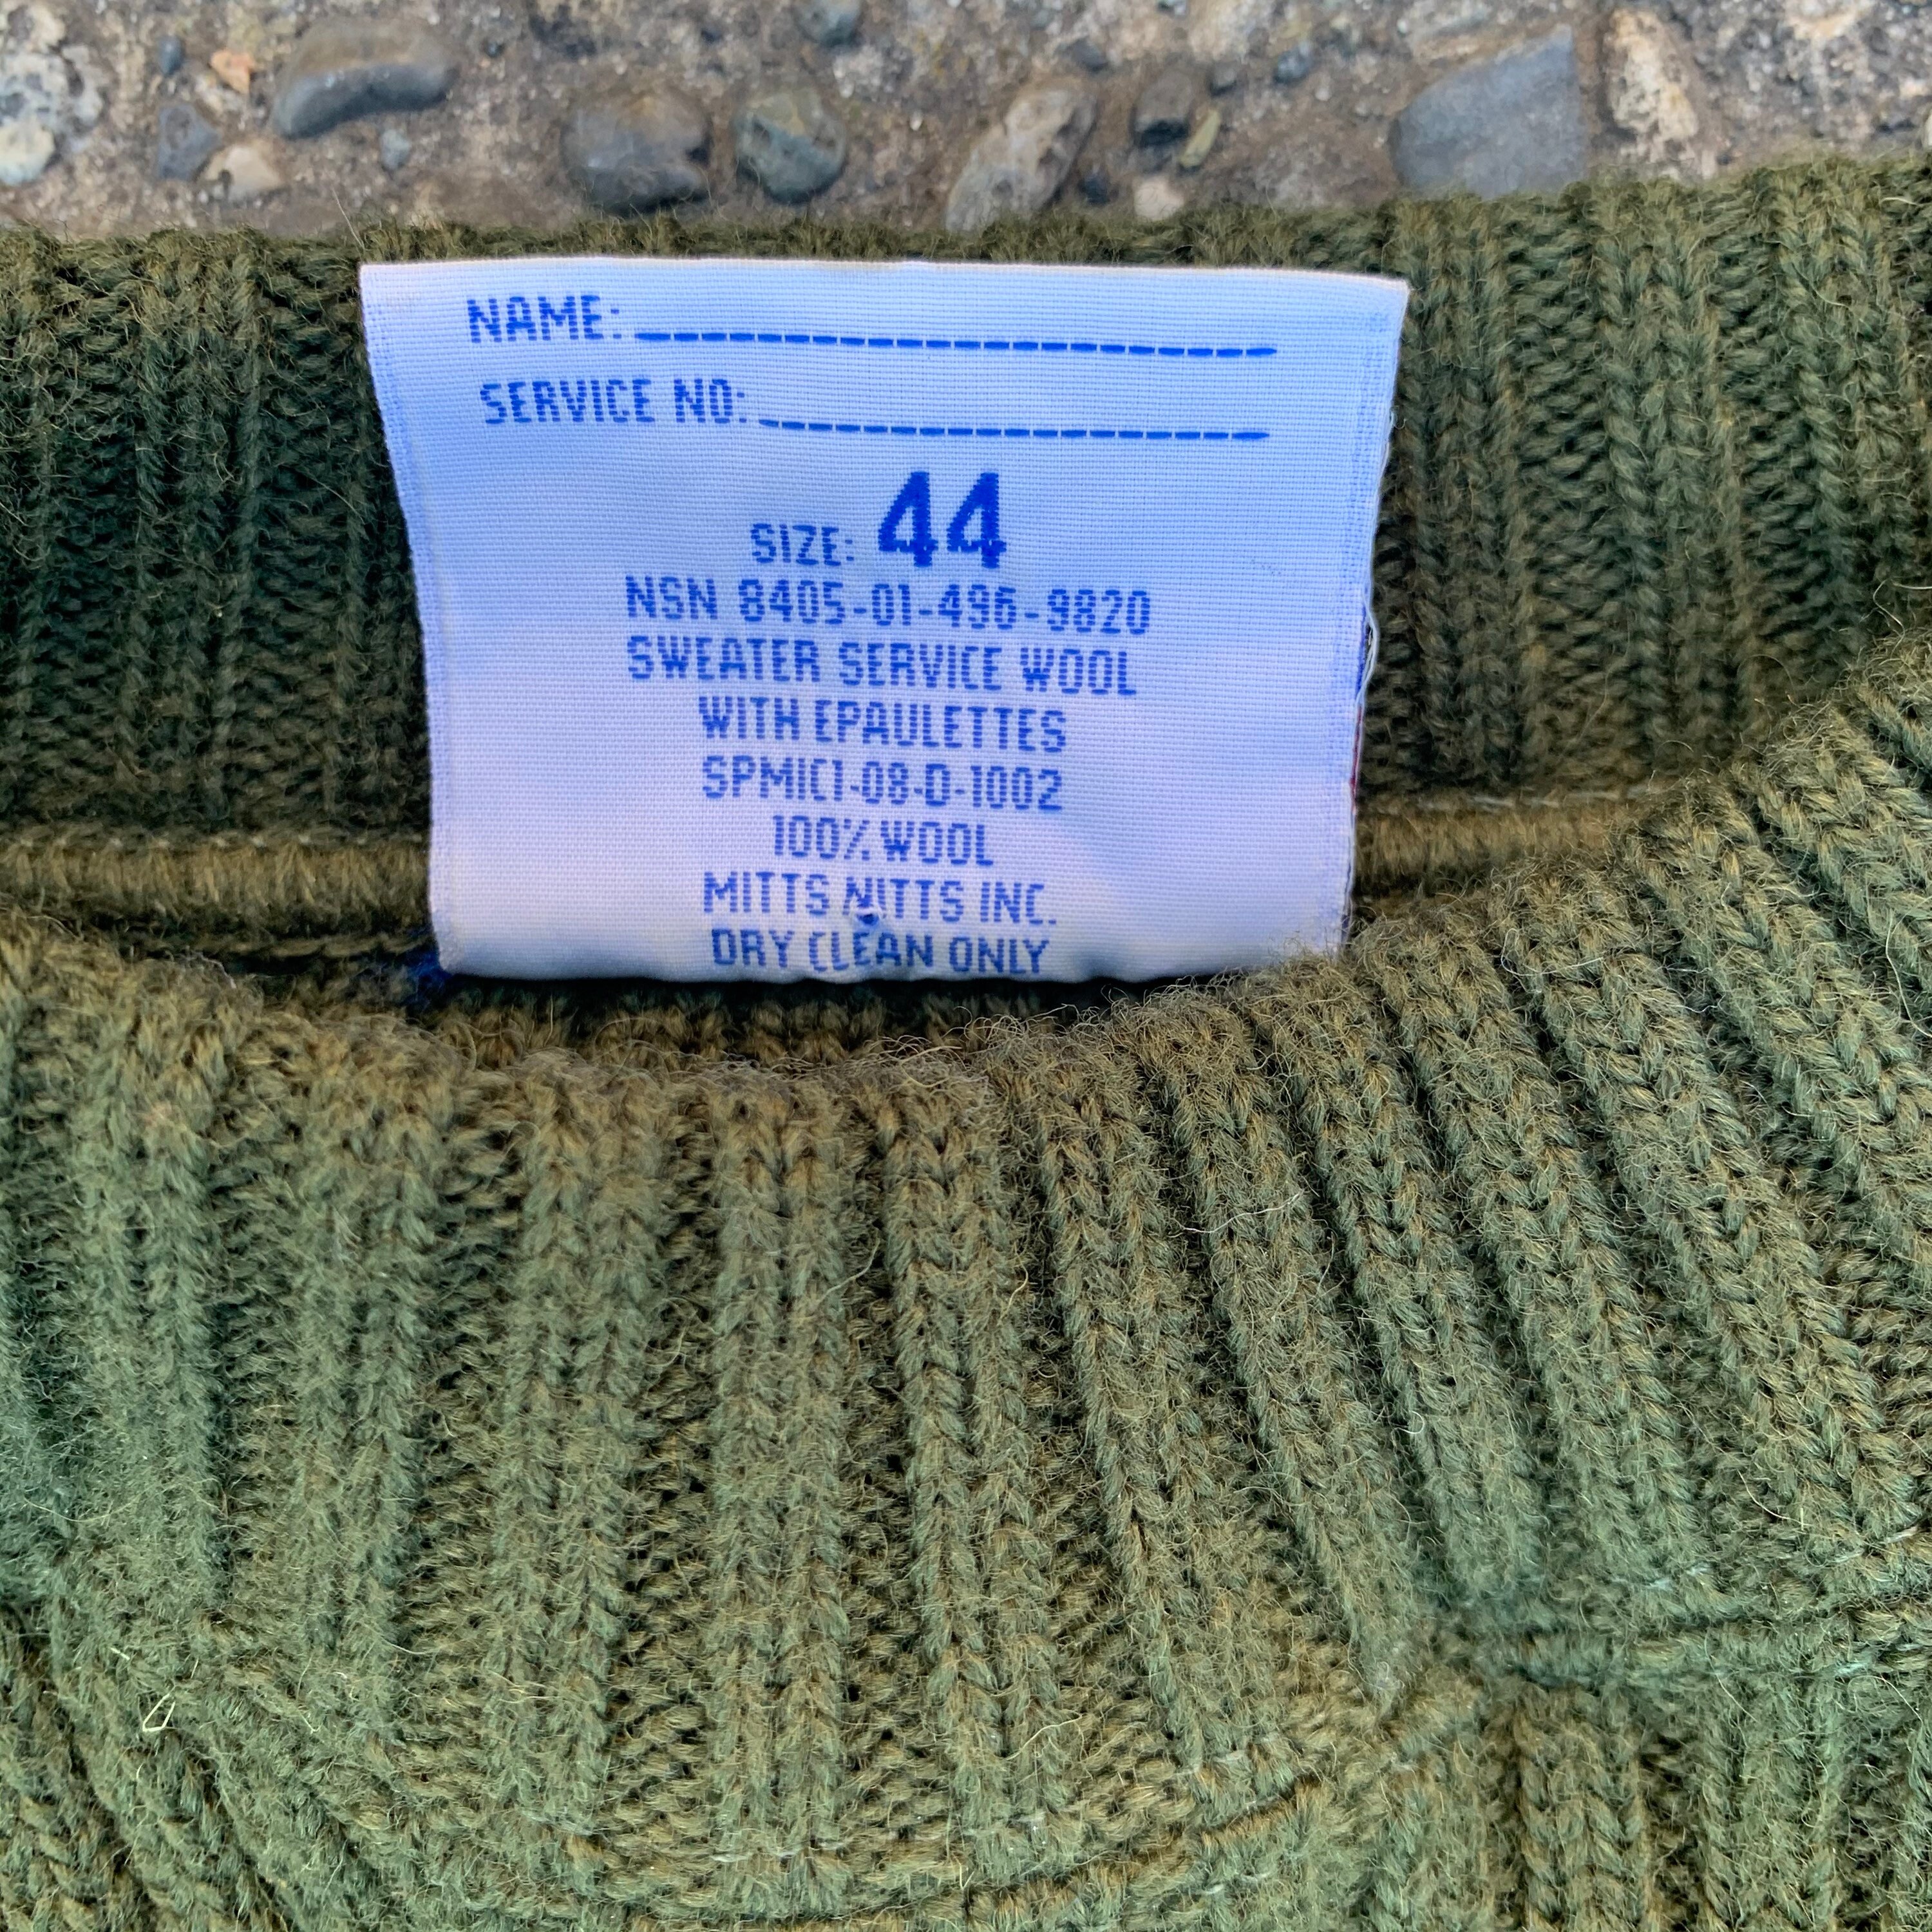 NAME:
SERVICE NO:
SIZE: 44
NSN 8405-01-496-9820
SWEATER SERVICE WOOL
WITH EPAULETTES
SPMIC1-08-D-1002
100% WOOL
MITTS NITTS INC.
DRY CLEAN ONLY